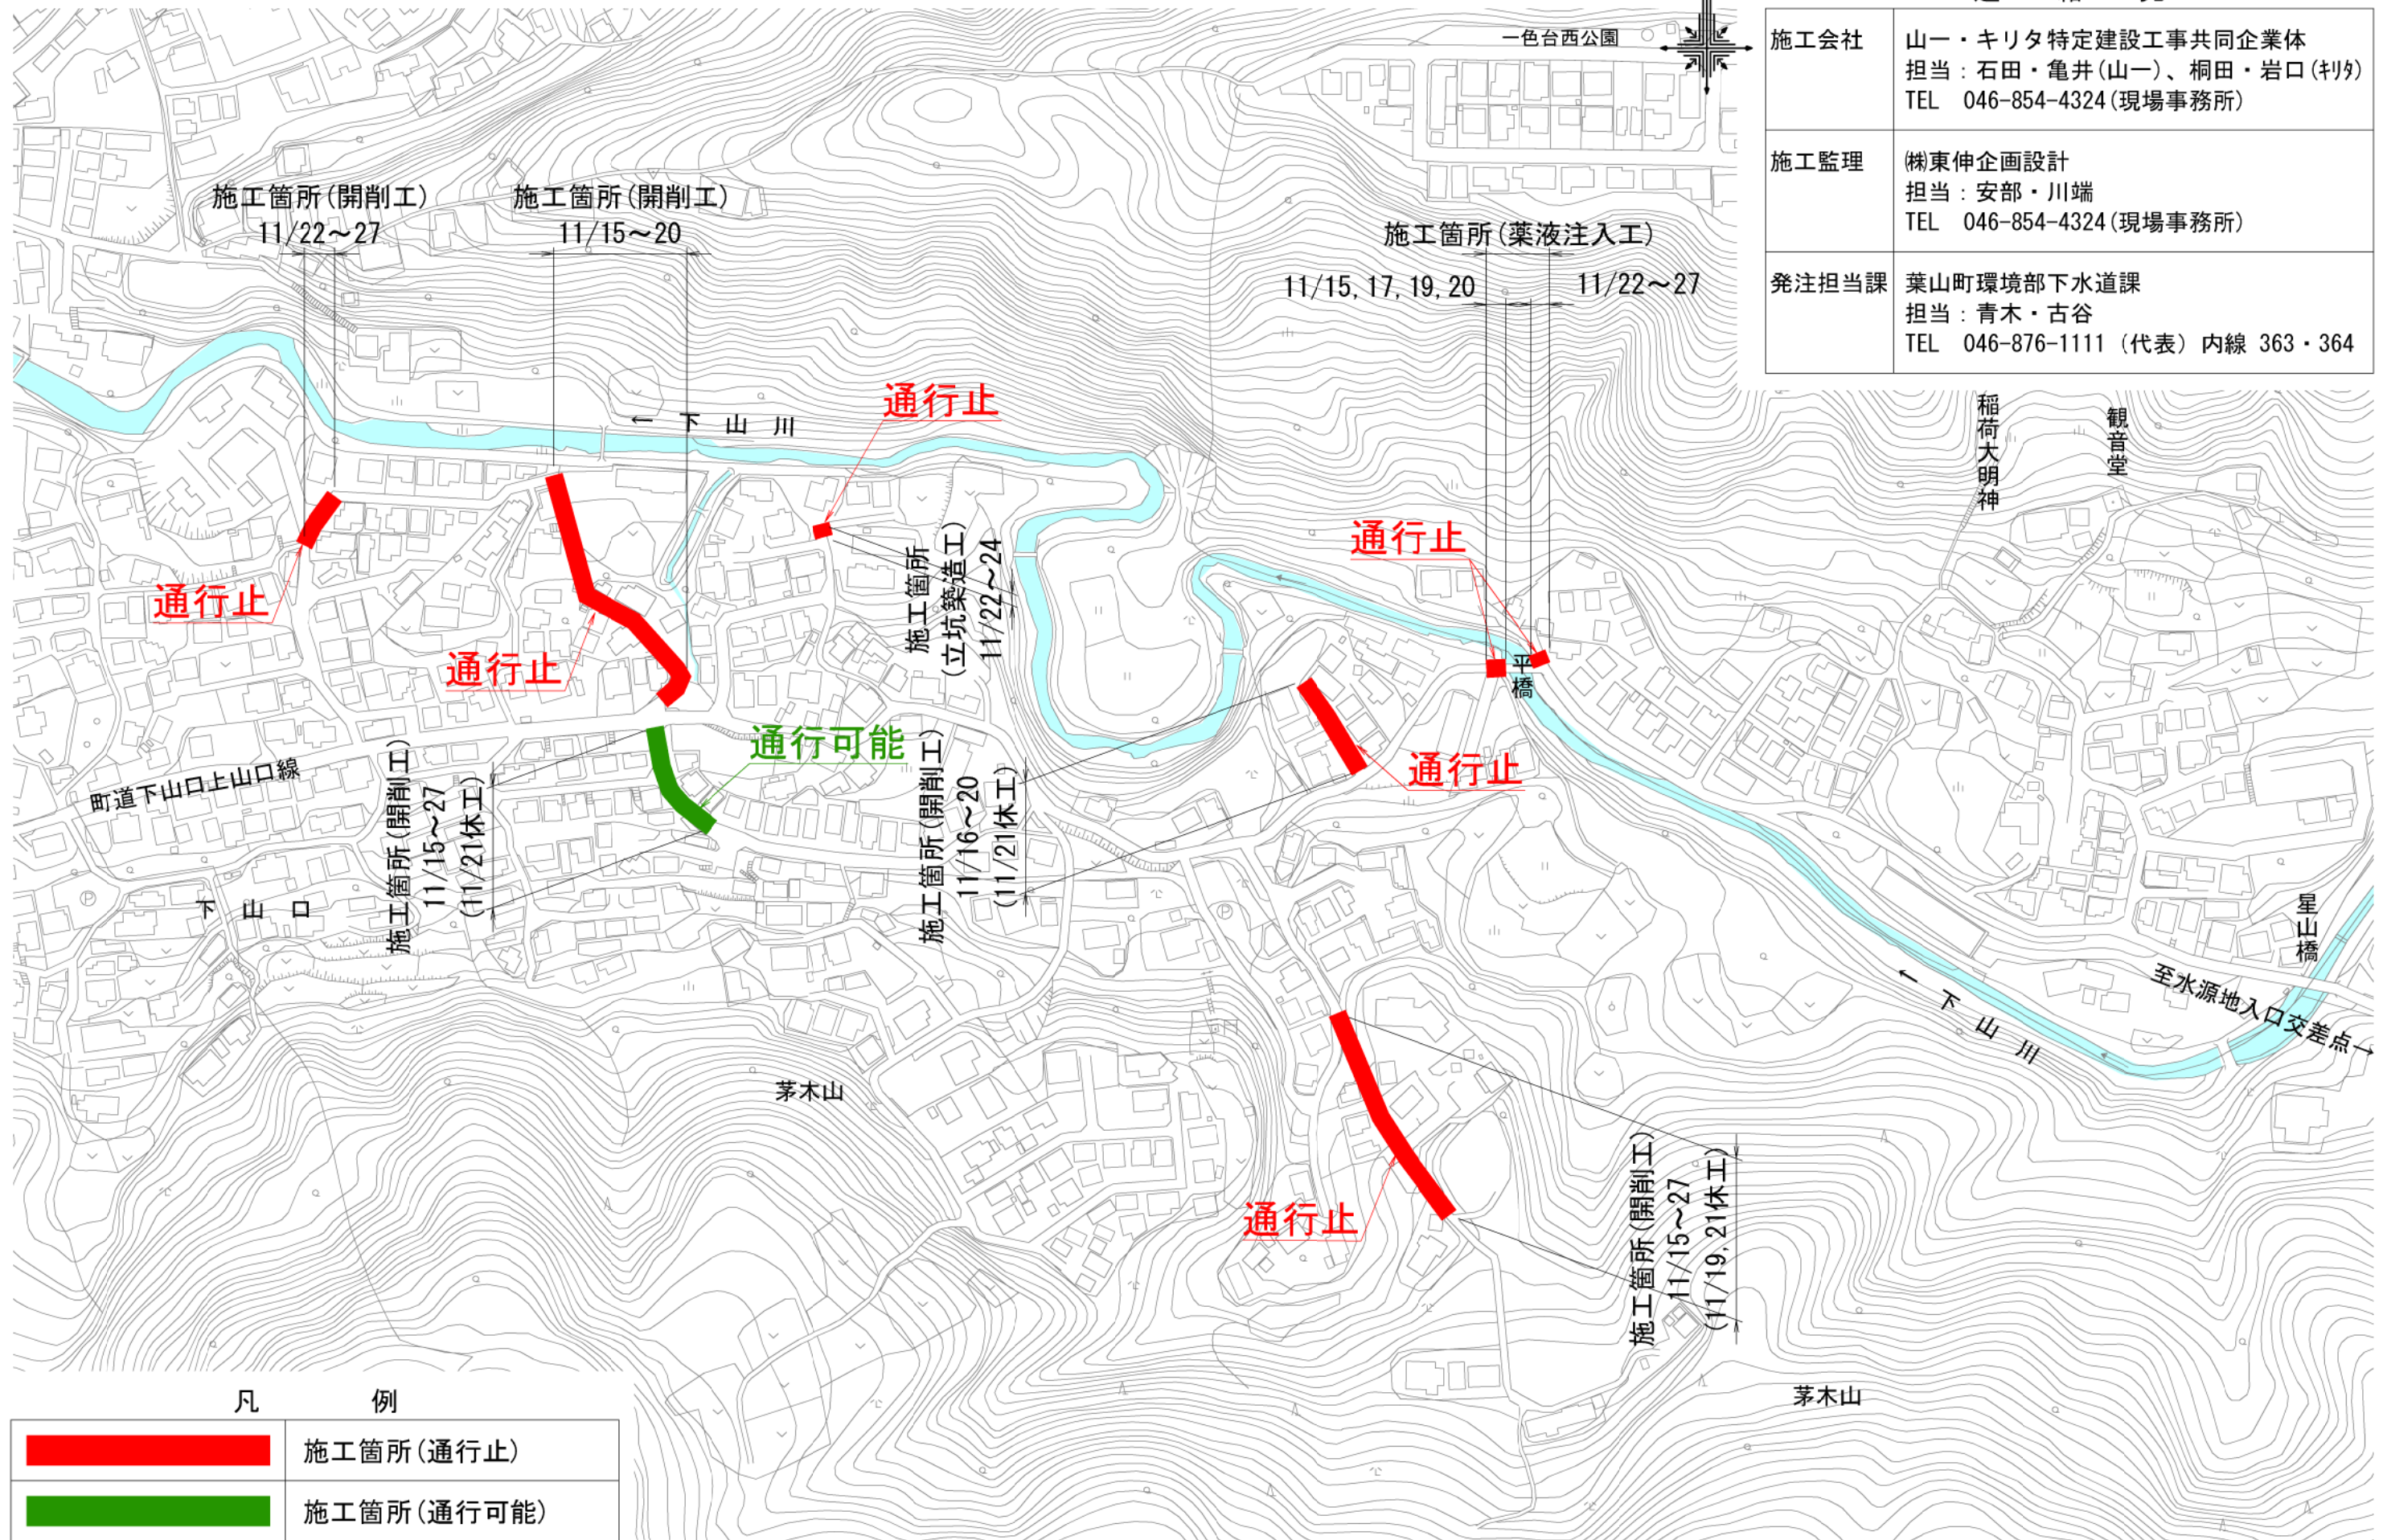 一色台西公園
施工会社
山一・キリタ特定建設工事共同企業体
担当：石田・亀井(山一)、桐田・岩口(ｷﾘﾀ)
TEL 046-854-4324(現場事務所)
施工監理
㈱東伸企画設計
担当：安部・川端
TEL 046-854-4324(現場事務所)
発注担当課
葉山町環境部下水道課
担当：青木・古谷
TEL 046-876-1111 (代表) 内線 363・364
施工箇所(開削工)
11/22～27
施工箇所(開削工)
11/15～20
施工箇所(薬液注入工)
11/15, 17, 19, 20
11/22～27
通行止
← 下 山 川
稲荷大明神
観音堂
通行止
施工箇所
(立坑築造工)
11/22～24
通行止
通行止
平橋
通行可能
通行止
町道下山口上山口線
施工箇所(開削工)
11/15～27
(11/21休工)
施工箇所(開削工)
11/16～20
(11/21休工)
下 山 口
星山橋
至水源地入口交差点→
← 下 山 川
茅木山
通行止
施工箇所(開削工)
11/15～27
(11/19, 21休工)
茅木山
凡 例
施工箇所(通行止)
施工箇所(通行可能)